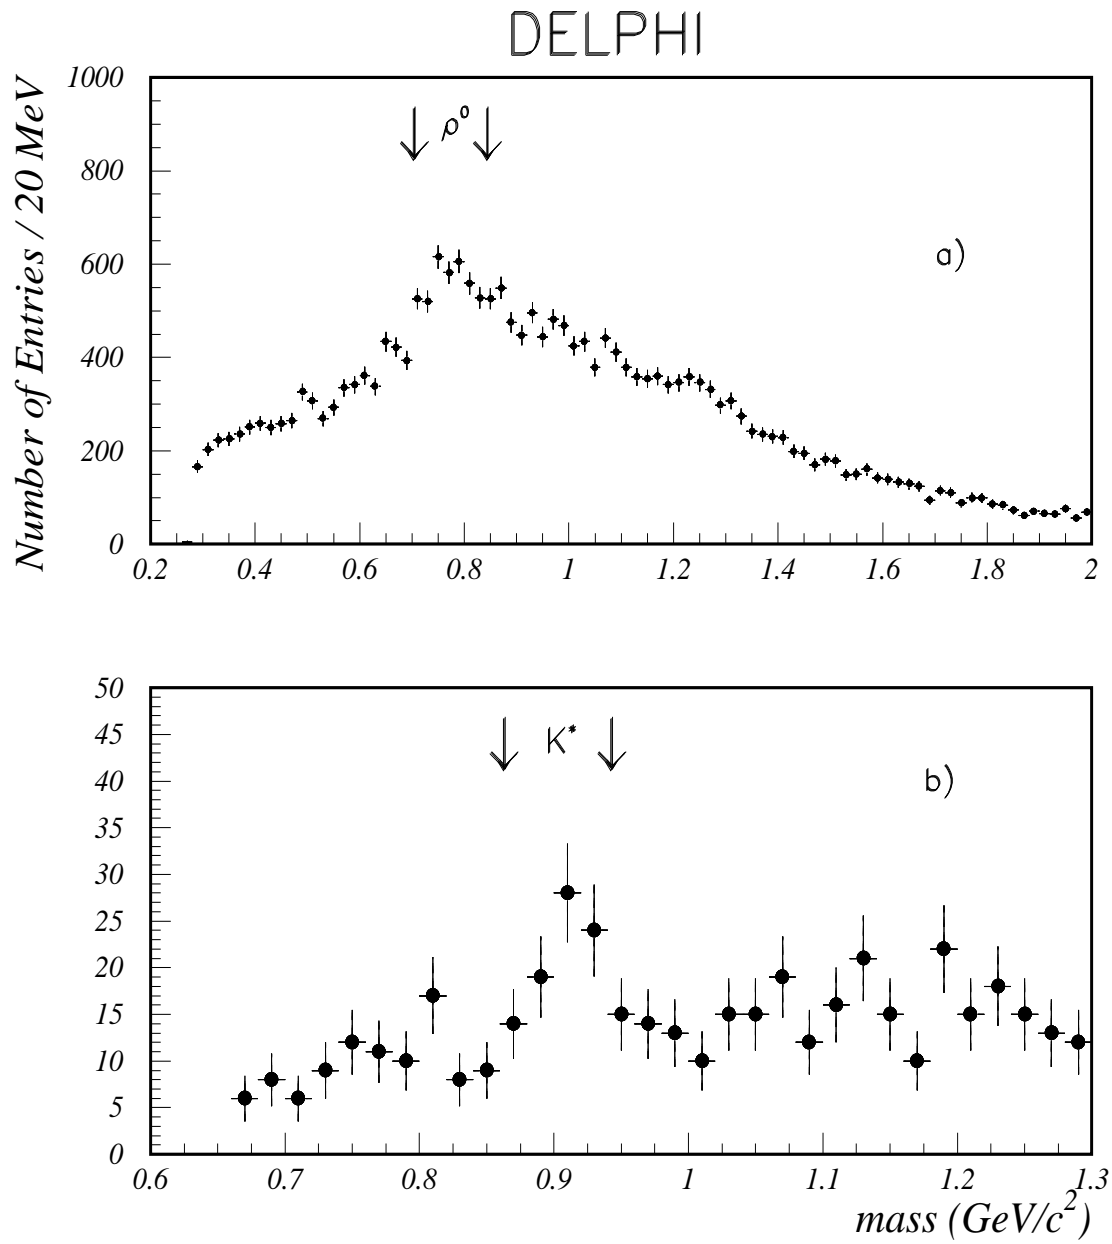 DELPHI
Number of Entries / 20 MeV
1000
800
600
400
200
0
ρ⁰
a)
0.2 0.4 0.6 0.8 1 1.2 1.4 1.6 1.8 2
50
45
40
35
30
25
20
15
10
5
0
K*
b)
0.6 0.7 0.8 0.9 1 1.1 1.2 1.3
mass (GeV/c²)